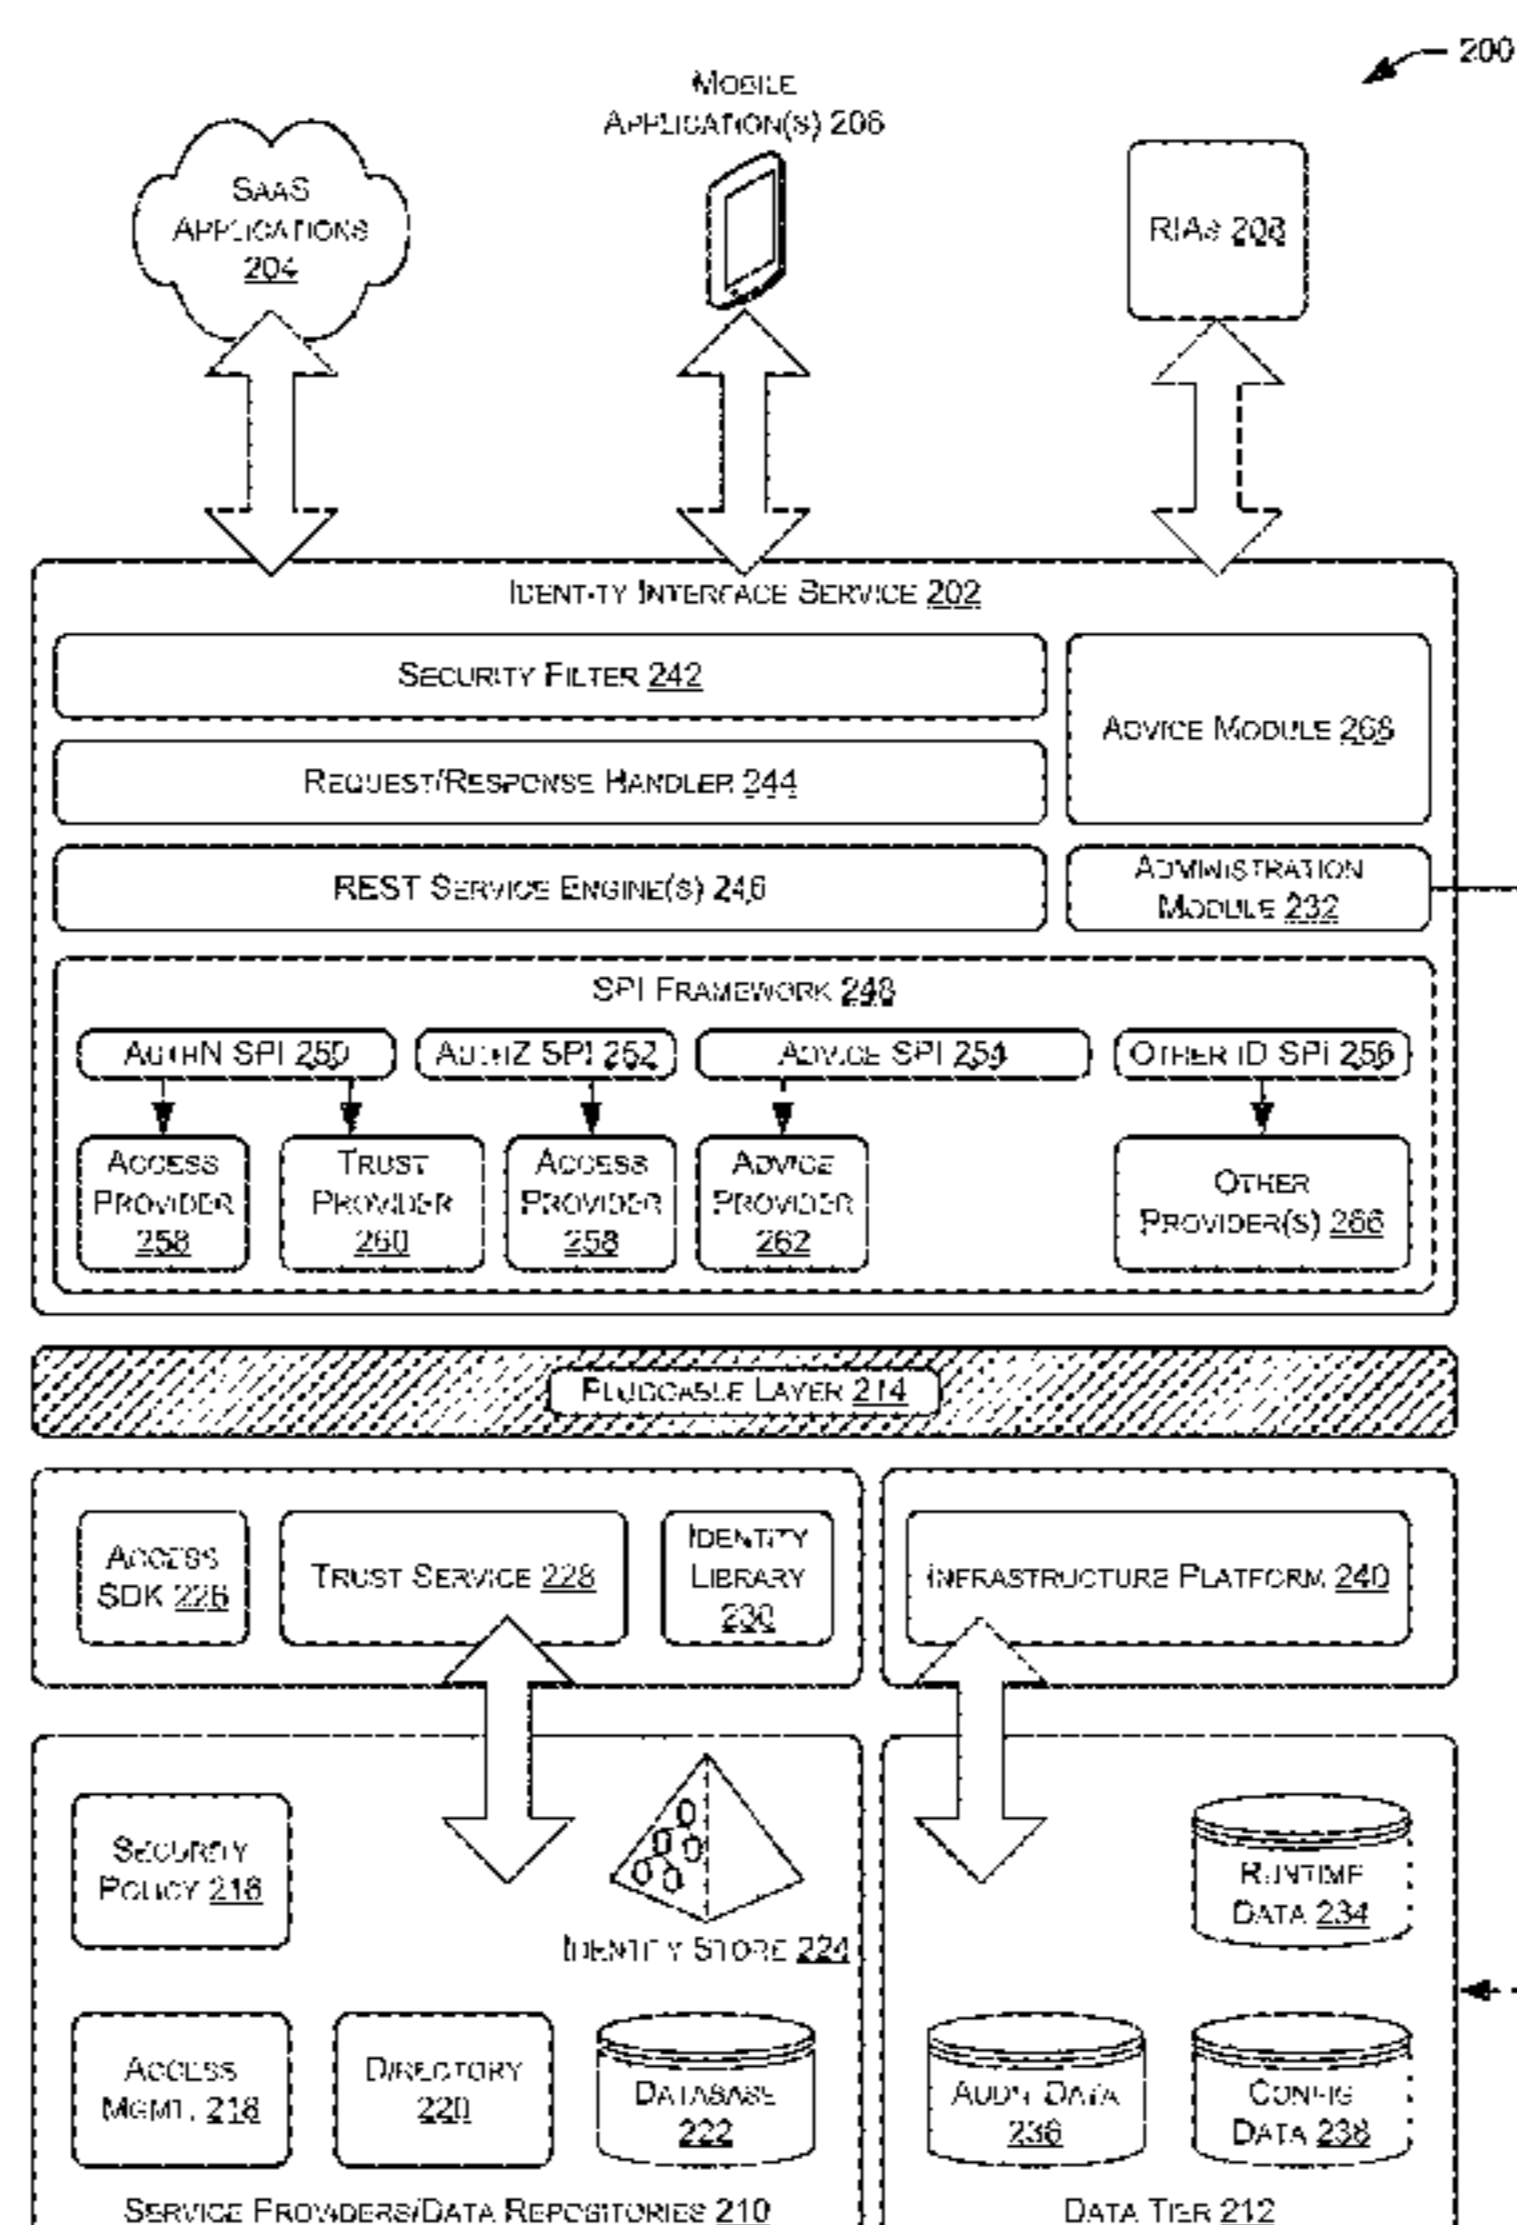 200
MOBILE
APPLICATION(S) 206
SAAS
APPLICATIONS
204
RIAS 208
IDENTITY INTERFACE SERVICE 202
SECURITY FILTER 242
ADVICE MODULE 268
REQUEST/RESPONSE HANDLER 244
REST SERVICE ENGINE(S) 246
ADMINISTRATION
MODULE 232
SPI FRAMEWORK 248
AUTHN SPI 250
AUTHZ SPI 252
ADVICE SPI 254
OTHER ID SPI 256
ACCESS
PROVIDER
258
TRUST
PROVIDER
260
ACCESS
PROVIDER
258
ADVICE
PROVIDER
262
OTHER
PROVIDER(S) 266
PLUGGABLE LAYER 214
ACCESS
SDK 226
TRUST SERVICE 228
IDENTITY
LIBRARY
230
INFRASTRUCTURE PLATFORM 240
SECURITY
POLICY 216
IDENTITY STORE 224
RUNTIME
DATA 234
ACCESS
MGMT. 218
DIRECTORY
220
DATABASE
222
AUDIT DATA
236
CONFIG
DATA 238
SERVICE PROVIDERS/DATA REPOSITORIES 210
DATA TIER 212